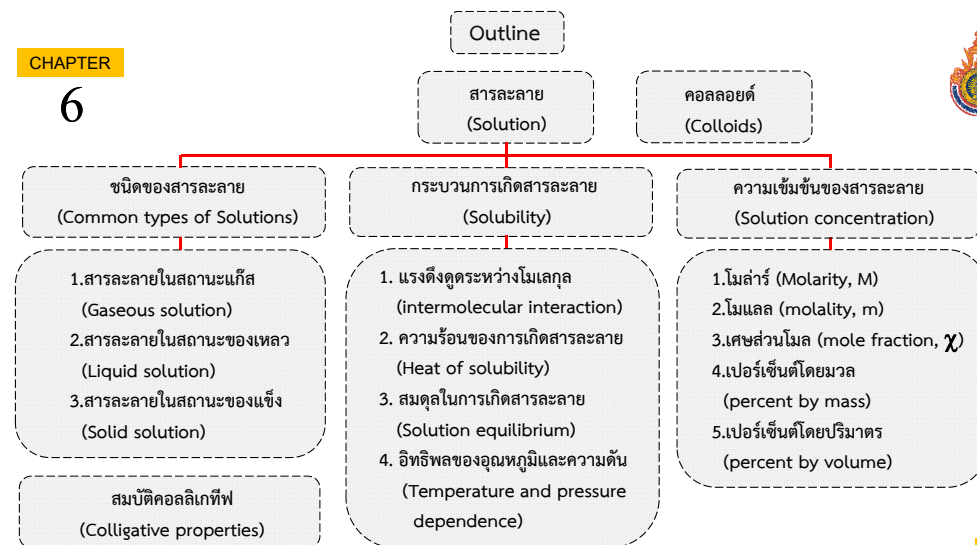 Outline
CHAPTER
6
สารละลาย
(Solution)
คอลลอยด์
(Colloids)
ชนิดของสารละลาย
(Common types of Solutions)
กระบวนการเกิดสารละลาย
(Solubility)
ความเข้มข้นของสารละลาย
(Solution concentration)
1.สารละลายในสถานะแก๊ส
(Gaseous solution)
2.สารละลายในสถานะของเหลว
(Liquid solution)
3.สารละลายในสถานะของแข็ง
(Solid solution)
1. แรงดึงดูดระหว่างโมเลกุล
(intermolecular interaction)
2. ความร้อนของการเกิดสารละลาย
(Heat of solubility)
3. สมดุลในการเกิดสารละลาย
(Solution equilibrium)
4. อิทธิพลของอุณหภูมิและความดัน
(Temperature and pressure
dependence)
1.โมล่าร์ (Molarity, M)
2.โมแลล (molality, m)
3.เศษส่วนโมล (mole fraction, χ)
4.เปอร์เซ็นต์โดยมวล
(percent by mass)
5.เปอร์เซ็นต์โดยปริมาตร
(percent by volume)
สมบัติคอลลิเกทีฟ
(Colligative properties)